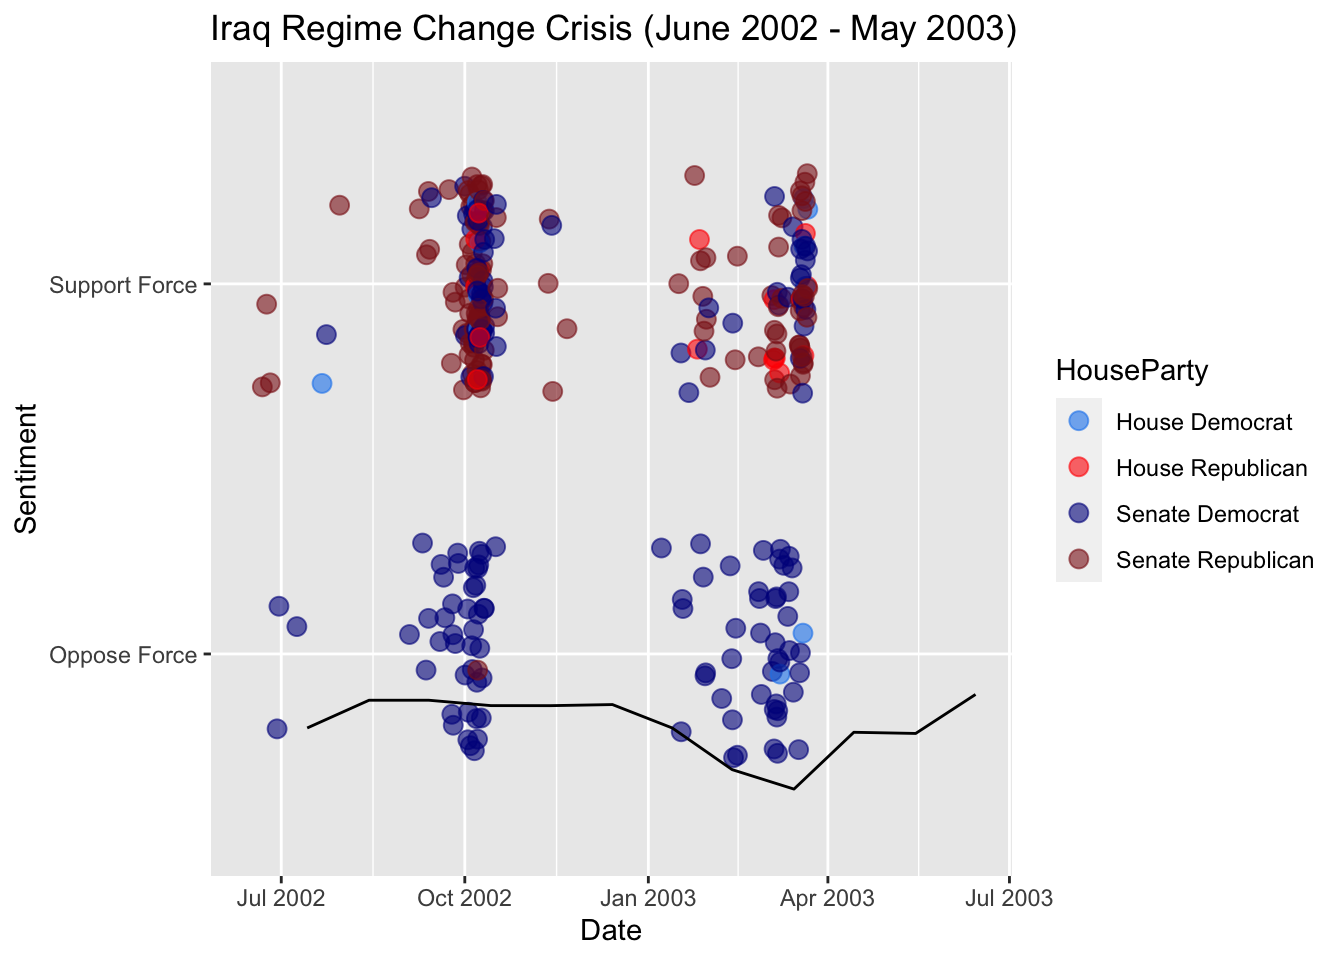 Iraq Regime Change Crisis (June 2002 - May 2003)
Sentiment
Support Force
Oppose Force
Jul 2002
Oct 2002
Jan 2003
Apr 2003
Jul 2003
Date
HouseParty
House Democrat
House Republican
Senate Democrat
Senate Republican